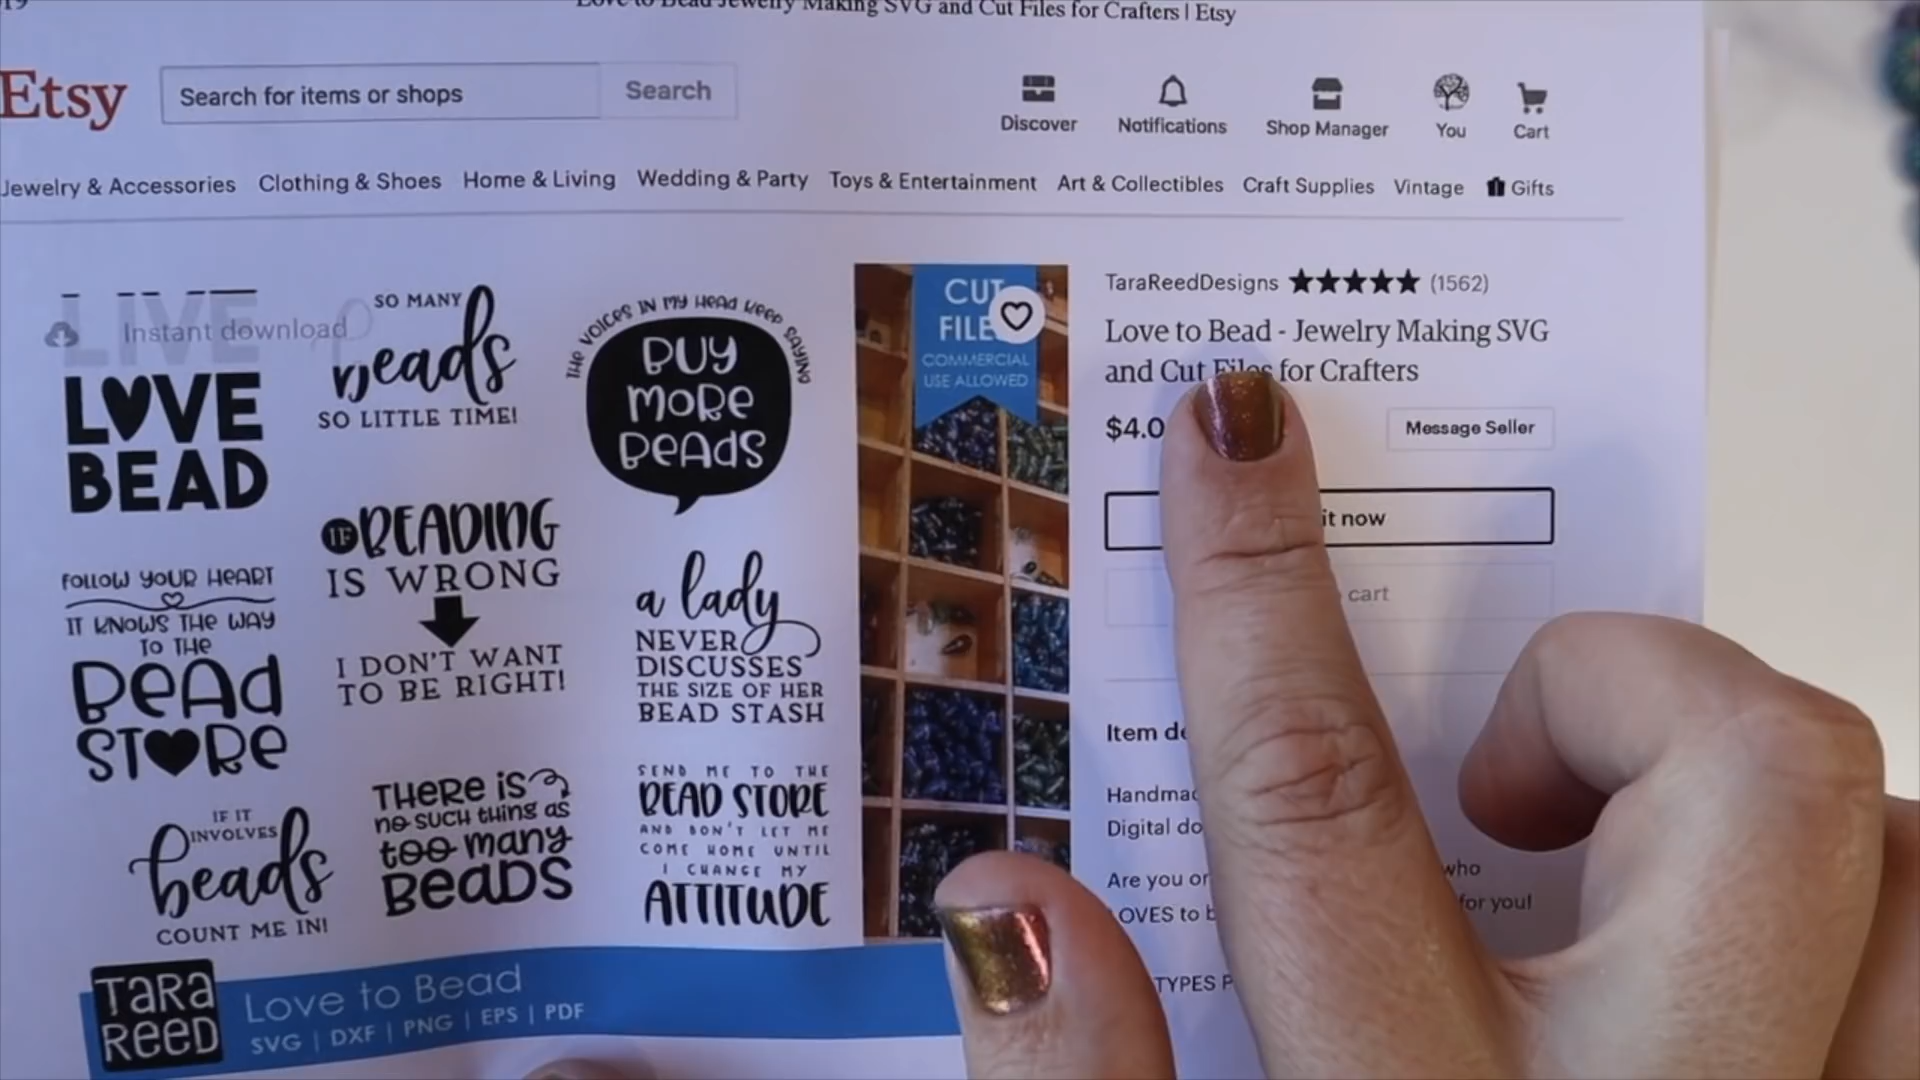 Love to Bead Jewelry Making SVG and Cut Files for Crafters | Etsy
Etsy
Search for items or shops
Search
Discover
Notifications
Shop Manager
You
Cart
Jewelry & Accessories
Clothing & Shoes
Home & Living
Wedding & Party
Toys & Entertainment
Art & Collectibles
Craft Supplies
Vintage
Gifts
LIVE
Instant download
LOVE
BEAD
SO MANY
beads
SO LITTLE TIME!
THE VOICES IN MY HEAD KEEP SAYING
BUY
MORE
BEADS
FOLLOW YOUR HEART
IT KNOWS THE WAY
TO THE
BEAD
STORE
IF BEADING
IS WRONG
I DON'T WANT
TO BE RIGHT!
a lady
NEVER
DISCUSSES
THE SIZE OF HER
BEAD STASH
IF IT
INVOLVES
beads
COUNT ME IN!
THERE IS
NO SUCH THING AS
TOO MANY
BEADS
SEND ME TO THE
BEAD STORE
AND DON'T LET ME
COME HOME UNTIL
I CHANGE MY
ATTITUDE
CUT
FILE
COMMERCIAL
USE ALLOWED
TARA
REED
Love to Bead
SVG | DXF | PNG | EPS | PDF
TaraReedDesigns ★★★★★ (1562)
Love to Bead - Jewelry Making SVG
and Cut Files for Crafters
$4.0
Message Seller
it now
cart
Item de
Handmad
Digital do
Are you or who
OVES to b for you!
TYPES P